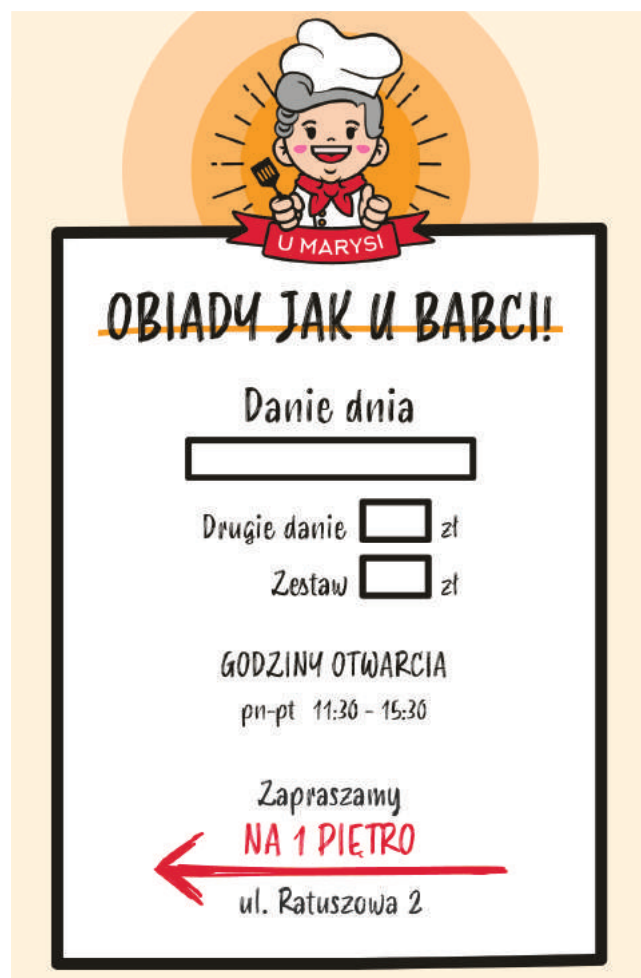 U MARYSI
OBIADY JAK U BABCI!
Danie dnia
Drugie danie zł
Zestaw zł
GODZINY OTWARCIA
pn-pt 11:30 - 15:30
Zapraszamy
NA 1 PIĘTRO
ul. Ratuszowa 2